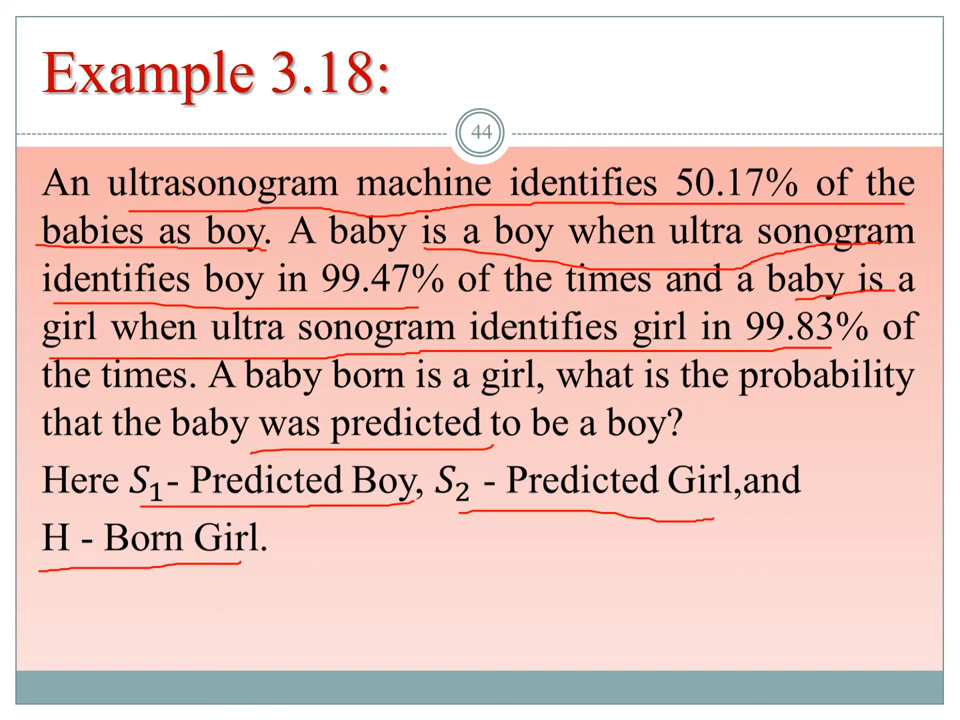 Example 3.18:
44
An ultrasonogram machine identifies 50.17% of the
babies as boy. A baby is a boy when ultra sonogram
identifies boy in 99.47% of the times and a baby is a
girl when ultra sonogram identifies girl in 99.83% of
the times. A baby born is a girl, what is the probability
that the baby was predicted to be a boy?
Here S₁- Predicted Boy, S₂ - Predicted Girl,and
H - Born Girl.